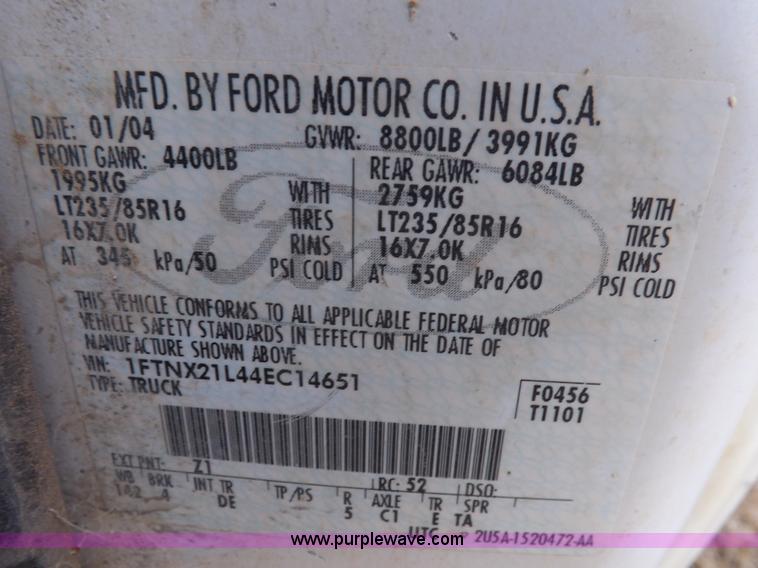 MFD. BY FORD MOTOR CO. IN U.S.A.
DATE: 01/04 GVWR: 8800LB/ 3991KG
FRONT GAWR: 4400LB REAR GAWR: 6084LB
1995KG WITH 2759KG WITH
LT235/85R16 TIRES LT235/85R16 TIRES
16X7.0K RIMS 16X7.0K RIMS
AT 345 kPa/50 PSI COLD AT 550 kPa/80 PSI COLD
Ford
THIS VEHICLE CONFORMS TO ALL APPLICABLE FEDERAL MOTOR
VEHICLE SAFETY STANDARDS IN EFFECT ON THE DATE OF
MANUFACTURE SHOWN ABOVE.
VIN: 1FTNX21L44EC14651
TYPE: TRUCK
F0456
T1101
EXT PNT: Z1 RC: 52 DSO:
WB BRK INT TR TP/PS R AXLE TR SPR
142 4 DE 5 C1 E TA
UTC 2U5A-1520472-AA
www.purplewave.com